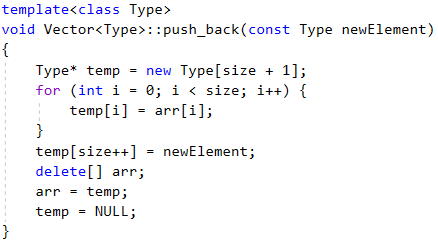 template<class Type>
void Vector<Type>::push_back(const Type newElement)
{
    Type* temp = new Type[size + 1];
    for (int i = 0; i < size; i++) {
        temp[i] = arr[i];
    }
    temp[size++] = newElement;
    delete[] arr;
    arr = temp;
    temp = NULL;
}